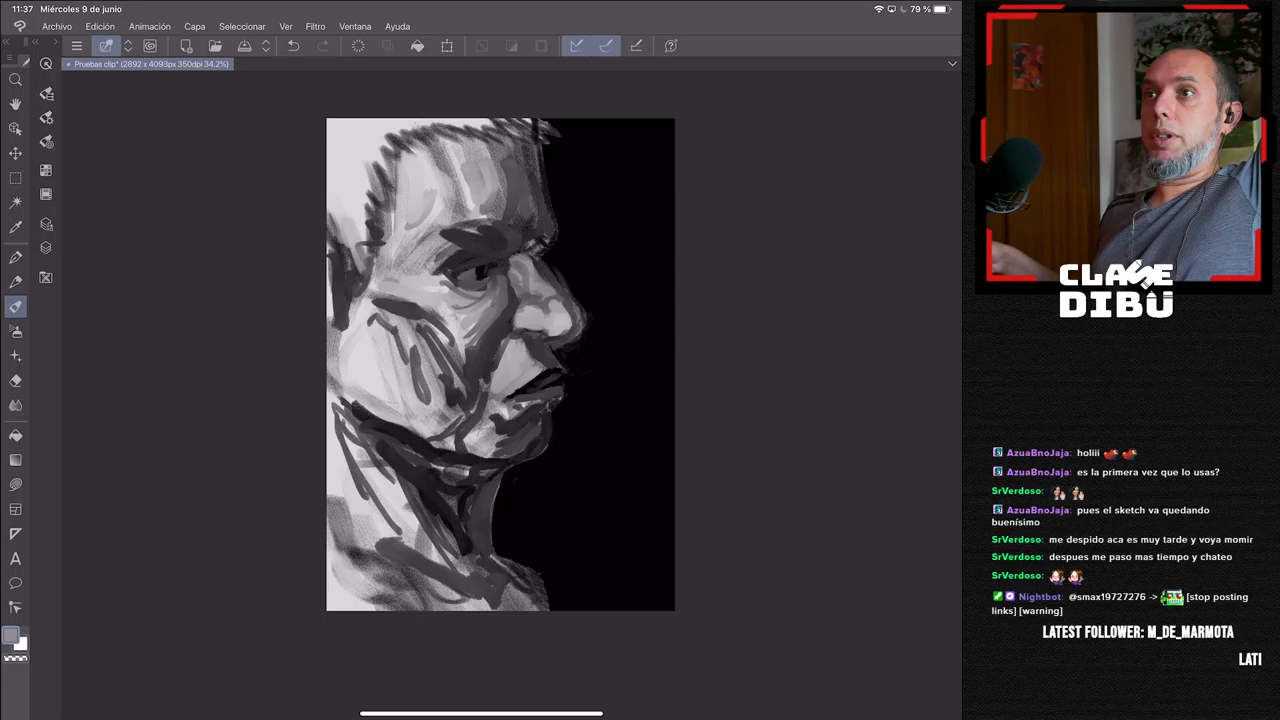 11:37 Miércoles 9 de junio
79 %
Archivo Edición Animación Capa Seleccionar Ver Filtro Ventana Ayuda
Pruebas clip* (2892 x 4093px 350dpi 34.2%)
CLASE
DIBU
AzuaBnoJaja: holiii
AzuaBnoJaja: es la primera vez que lo usas?
SrVerdoso:
AzuaBnoJaja: pues el sketch va quedando
buenísimo
SrVerdoso: me despido aca es muy tarde y voya momir
SrVerdoso: despues me paso mas tiempo y chateo
SrVerdoso:
Nightbot: @smax19727276 -> [stop posting
links] [warning]
LATEST FOLLOWER: M_DE_MARMOTA
LATI